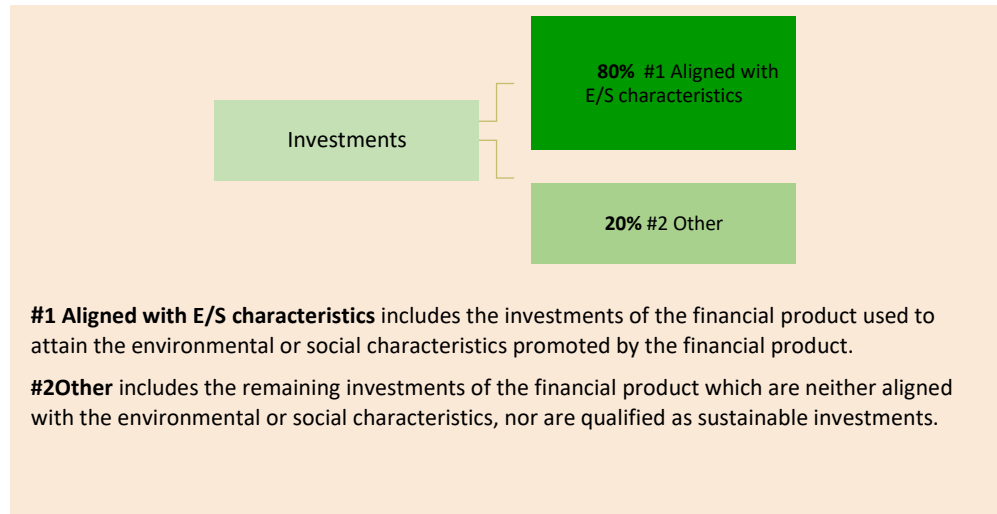 80% #1 Aligned with
E/S characteristics
Investments
20% #2 Other
#1 Aligned with E/S characteristics includes the investments of the financial product used to
attain the environmental or social characteristics promoted by the financial product.
#2Other includes the remaining investments of the financial product which are neither aligned
with the environmental or social characteristics, nor are qualified as sustainable investments.